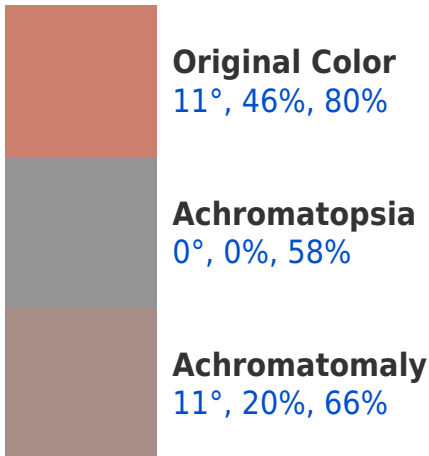 Original Color
11°, 46%, 80%
Achromatopsia
0°, 0%, 58%
Achromatomaly
11°, 20%, 66%